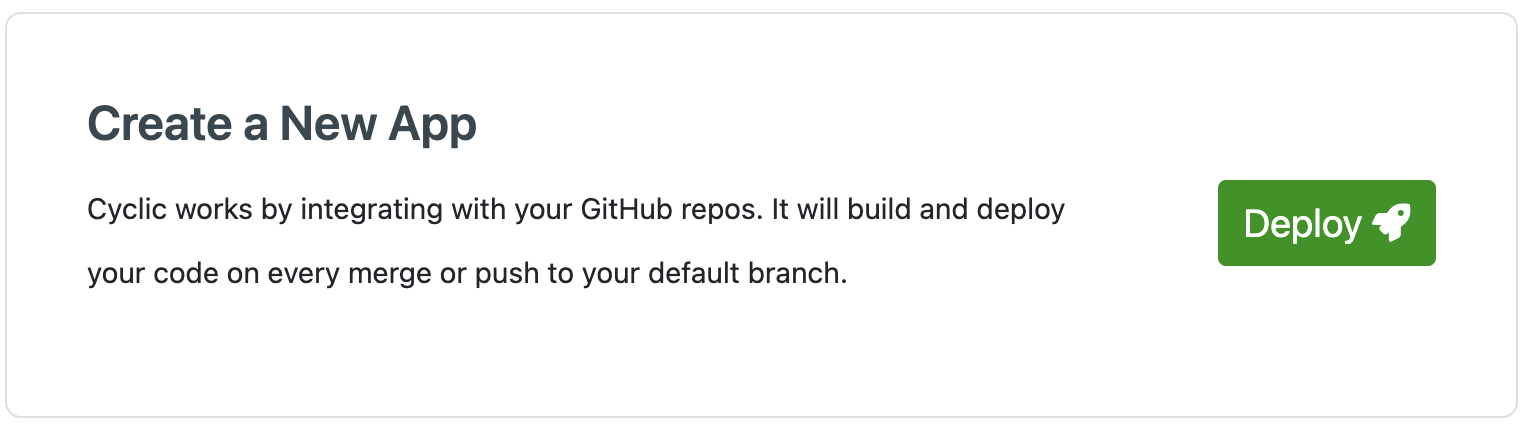 Create a New App
Cyclic works by integrating with your GitHub repos. It will build and deploy
your code on every merge or push to your default branch.
Deploy